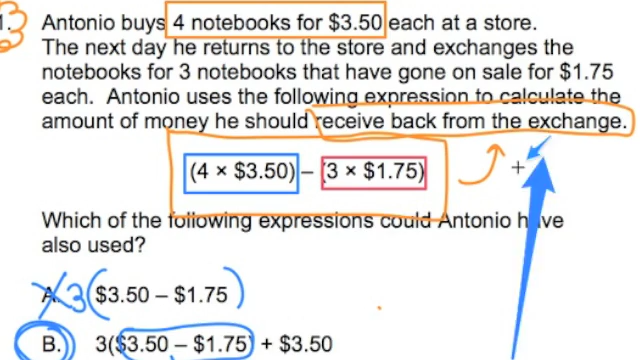 1. Antonio buys 4 notebooks for $3.50 each at a store.
The next day he returns to the store and exchanges the
notebooks for 3 notebooks that have gone on sale for $1.75
each. Antonio uses the following expression to calculate the
amount of money he should receive back from the exchange.
(4 × $3.50) – (3 × $1.75) +
Which of the following expressions could Antonio have
also used?
A. 3($3.50 – $1.75)
B. 3($3.50 – $1.75) + $3.50